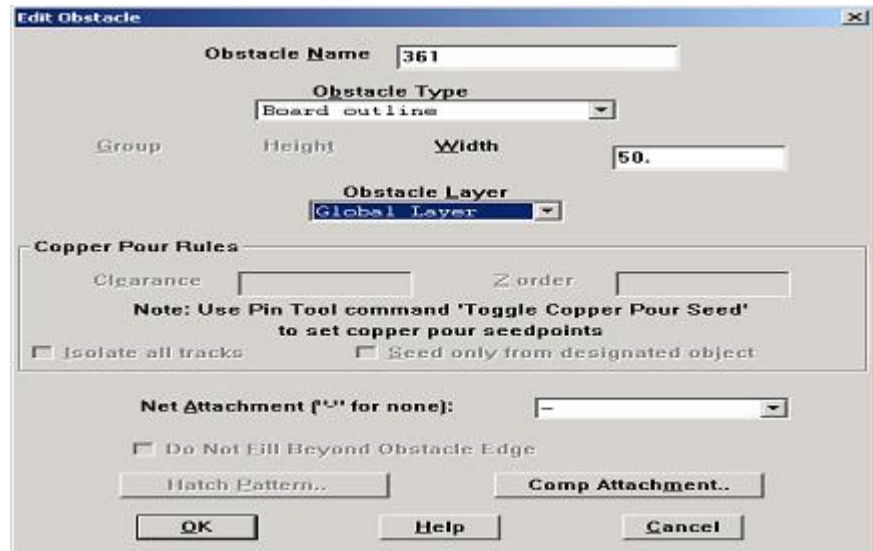 Edit Obstacle
Obstacle Name 361
Obstacle Type
Board outline
Group Height Width 50.
Obstacle Layer
Global Layer
Copper Pour Rules
Clearance Z order
Note: Use Pin Tool command 'Toggle Copper Pour Seed'
to set copper pour seedpoints
Isolate all tracks Seed only from designated object
Net Attachment ('-' for none): -
Do Not Fill Beyond Obstacle Edge
Hatch Pattern.. Comp Attachment..
OK Help Cancel